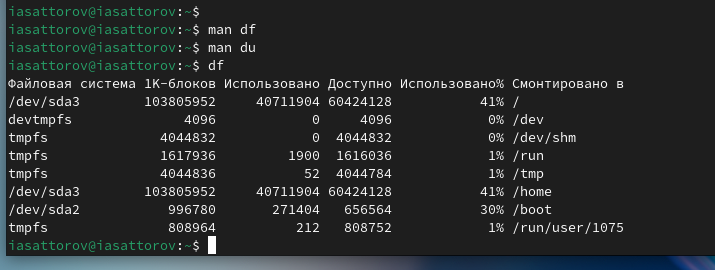 iasattorov@iasattorov:~$
iasattorov@iasattorov:~$ man df
iasattorov@iasattorov:~$ man du
iasattorov@iasattorov:~$ df
Файловая система 1K-блоков Использовано Доступно Использовано% Смонтировано в
/dev/sda3        103805952     40711904 60424128           41% /
devtmpfs              4096            0     4096            0% /dev
tmpfs              4044832            0  4044832            0% /dev/shm
tmpfs              1617936         1900  1616036            1% /run
tmpfs              4044836           52  4044784            1% /tmp
/dev/sda3        103805952     40711904 60424128           41% /home
/dev/sda2           996780       271404   656564           30% /boot
tmpfs               808964          212   808752            1% /run/user/1075
iasattorov@iasattorov:~$